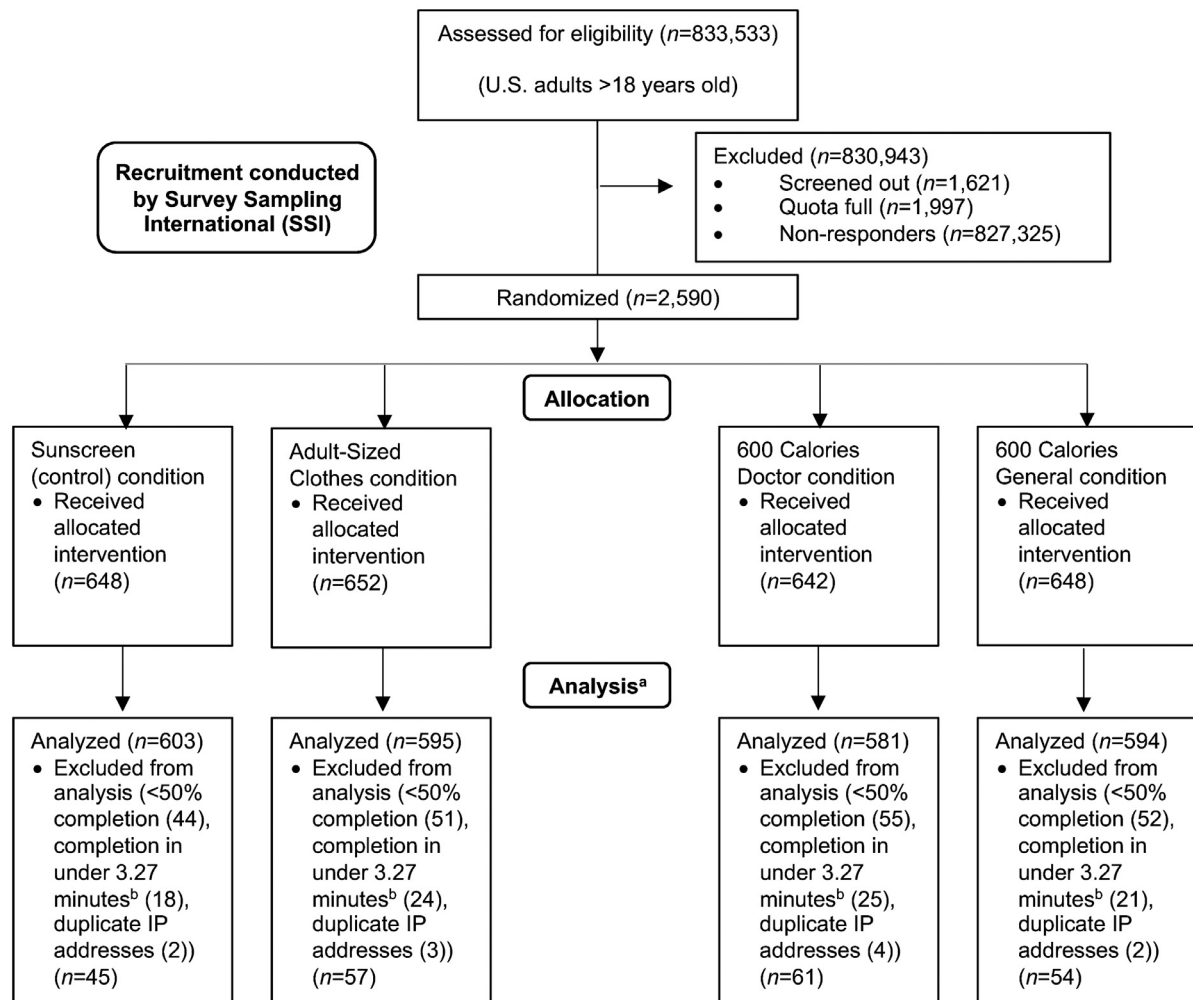 Assessed for eligibility (n=833,533)
(U.S. adults >18 years old)
Recruitment conducted
by Survey Sampling
International (SSI)
Excluded (n=830,943)
• Screened out (n=1,621)
• Quota full (n=1,997)
• Non-responders (n=827,325)
Randomized (n=2,590)
Allocation
Sunscreen
(control) condition
• Received
allocated
intervention
(n=648)
Adult-Sized
Clothes condition
• Received
allocated
intervention
(n=652)
600 Calories
Doctor condition
• Received
allocated
intervention
(n=642)
600 Calories
General condition
• Received
allocated
intervention
(n=648)
Analysisᵃ
Analyzed (n=603)
• Excluded from
analysis (<50%
completion (44),
completion in
under 3.27
minutesᵇ (18),
duplicate IP
addresses (2))
(n=45)
Analyzed (n=595)
• Excluded from
analysis (<50%
completion (51),
completion in
under 3.27
minutesᵇ (24),
duplicate IP
addresses (3))
(n=57)
Analyzed (n=581)
• Excluded from
analysis (<50%
completion (55),
completion in
under 3.27
minutesᵇ (25),
duplicate IP
addresses (4))
(n=61)
Analyzed (n=594)
• Excluded from
analysis (<50%
completion (52),
completion in
under 3.27
minutesᵇ (21),
duplicate IP
addresses (2))
(n=54)